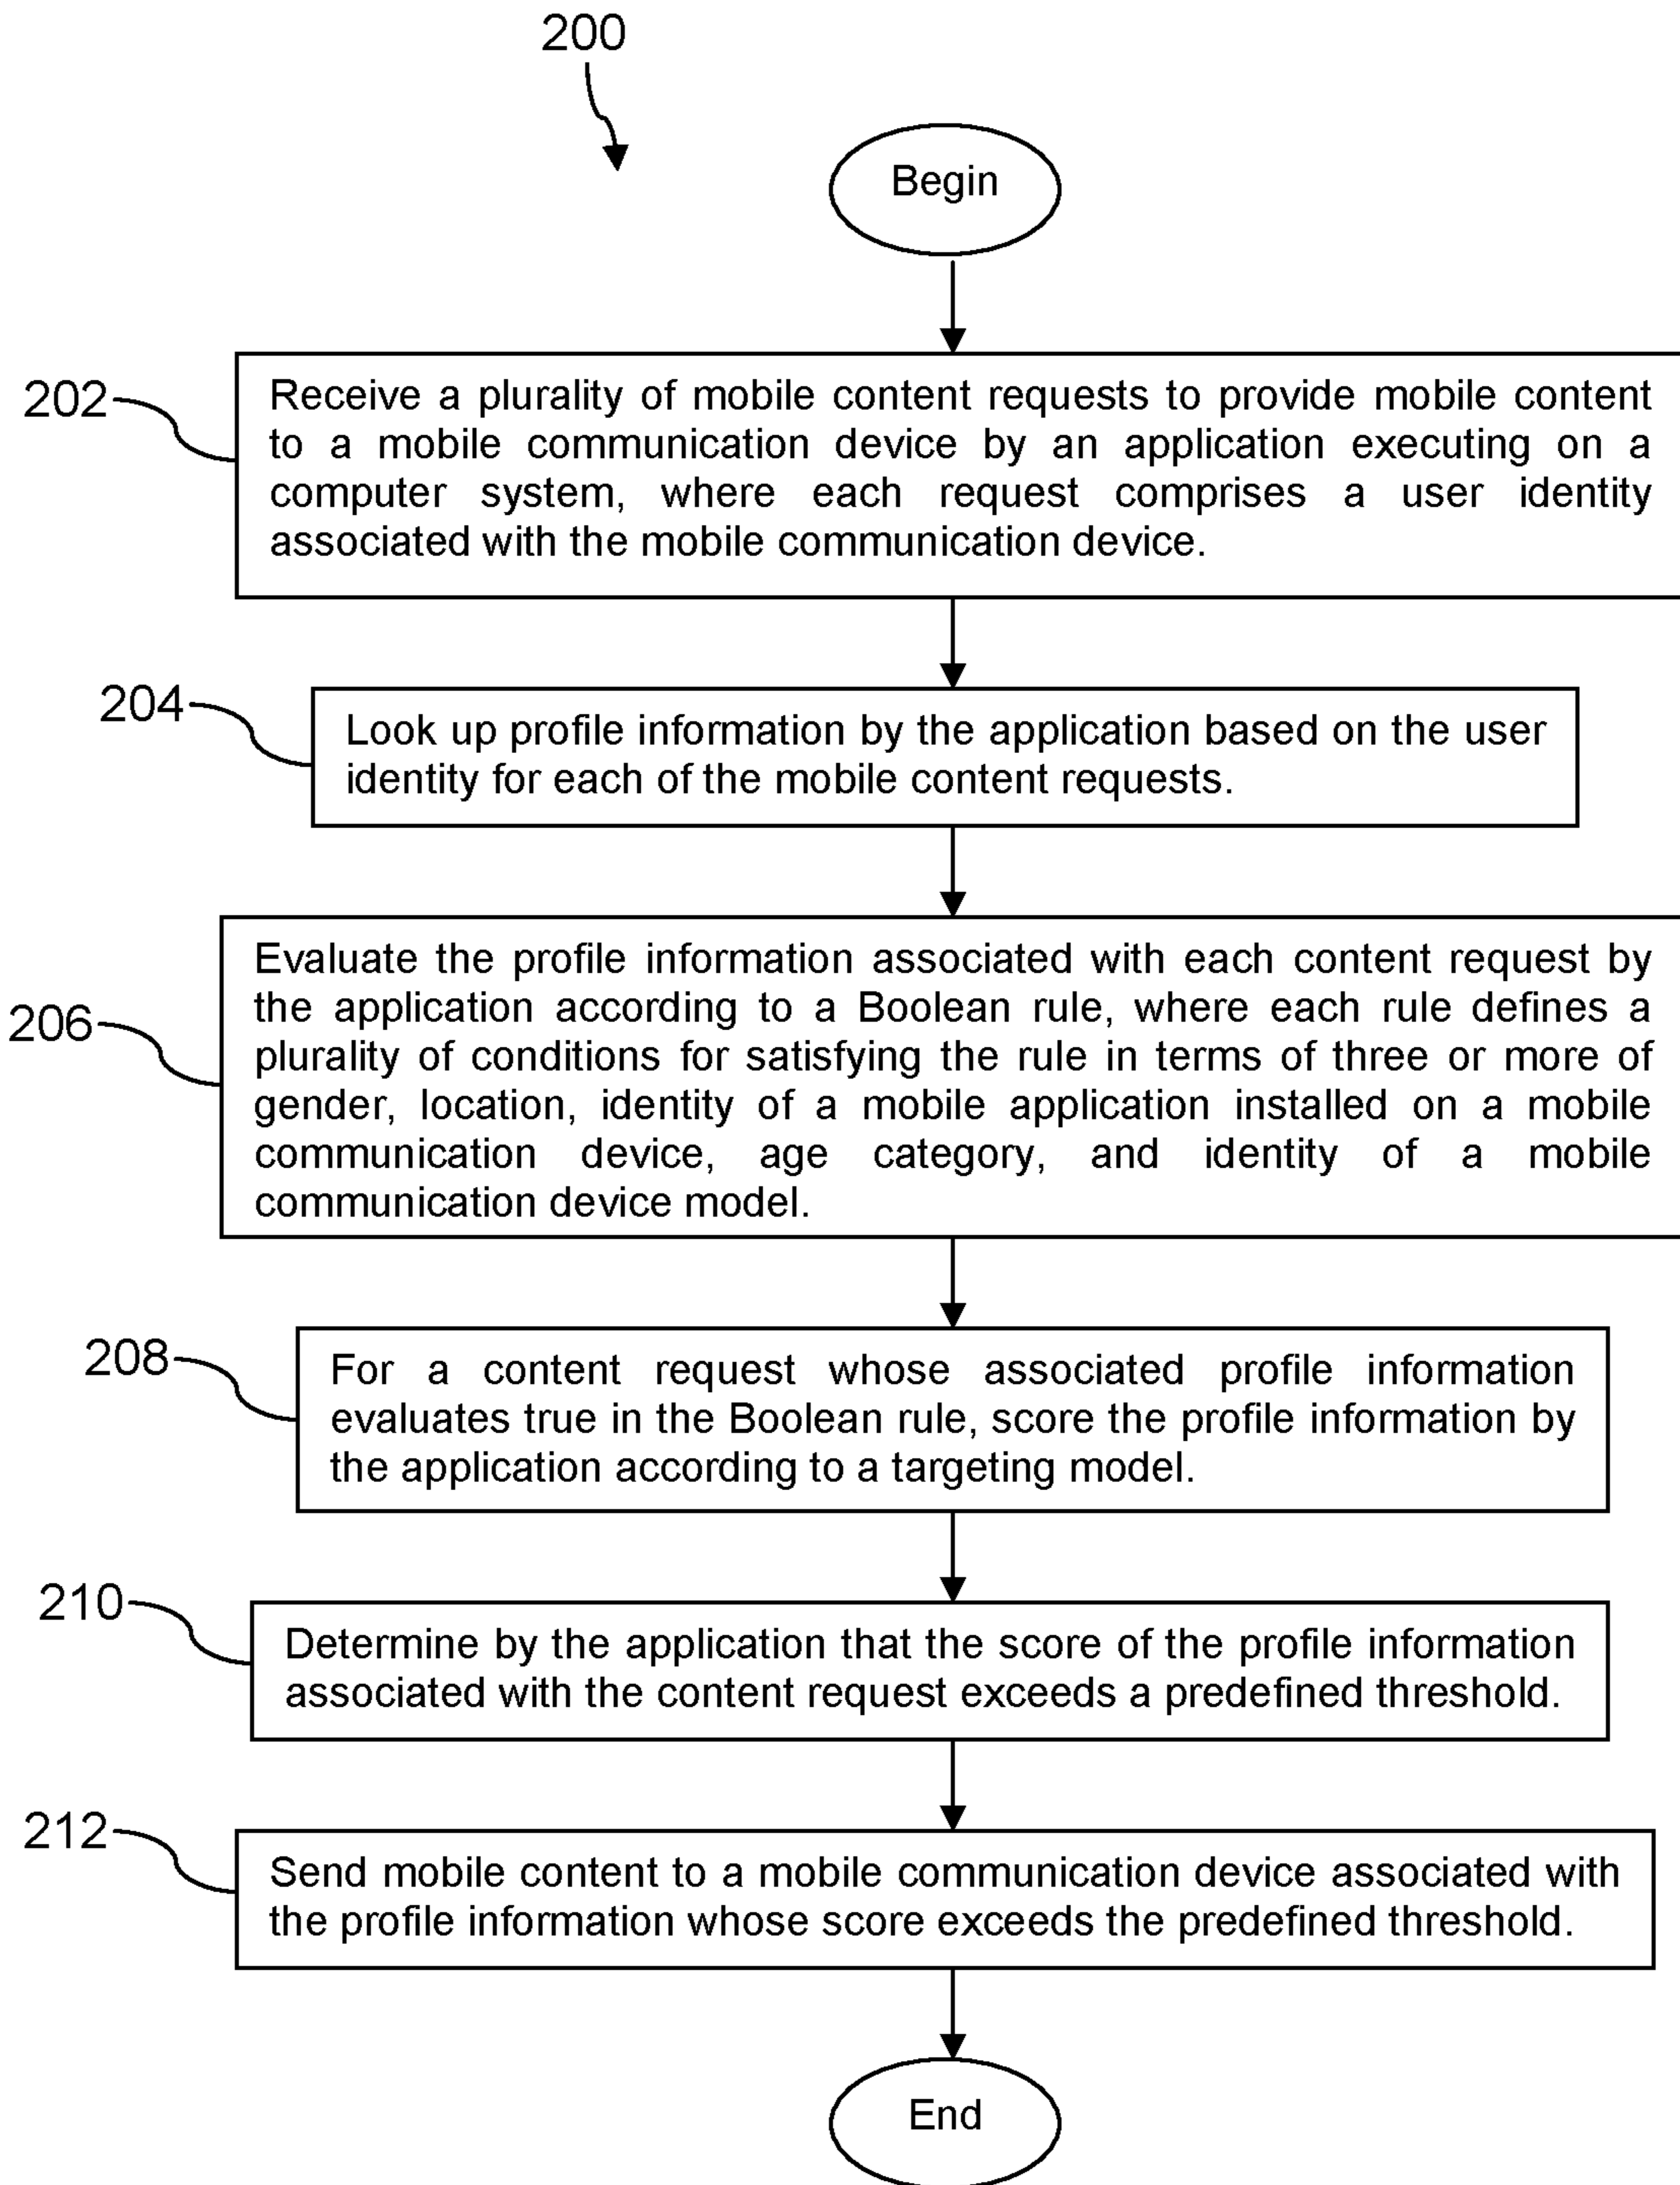 200
Begin
202
Receive a plurality of mobile content requests to provide mobile content
to a mobile communication device by an application executing on a
computer system, where each request comprises a user identity
associated with the mobile communication device.
204
Look up profile information by the application based on the user
identity for each of the mobile content requests.
206
Evaluate the profile information associated with each content request by
the application according to a Boolean rule, where each rule defines a
plurality of conditions for satisfying the rule in terms of three or more of
gender, location, identity of a mobile application installed on a mobile
communication device, age category, and identity of a mobile
communication device model.
208
For a content request whose associated profile information
evaluates true in the Boolean rule, score the profile information by
the application according to a targeting model.
210
Determine by the application that the score of the profile information
associated with the content request exceeds a predefined threshold.
212
Send mobile content to a mobile communication device associated with
the profile information whose score exceeds the predefined threshold.
End